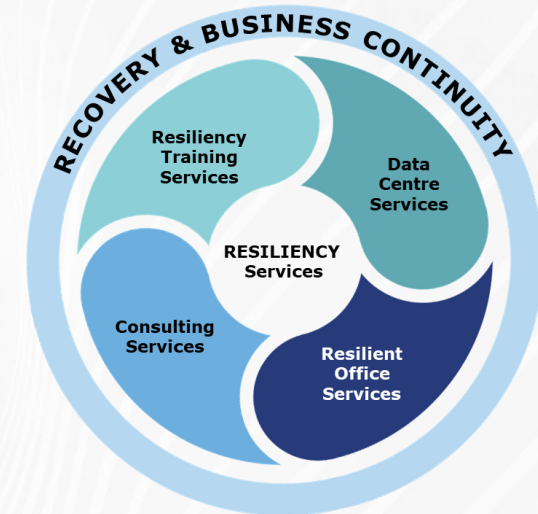 RECOVERY & BUSINESS CONTINUITY
Resiliency
Training
Services
Data
Centre
Services
RESILIENCY
Services
Consulting
Services
Resilient
Office
Services